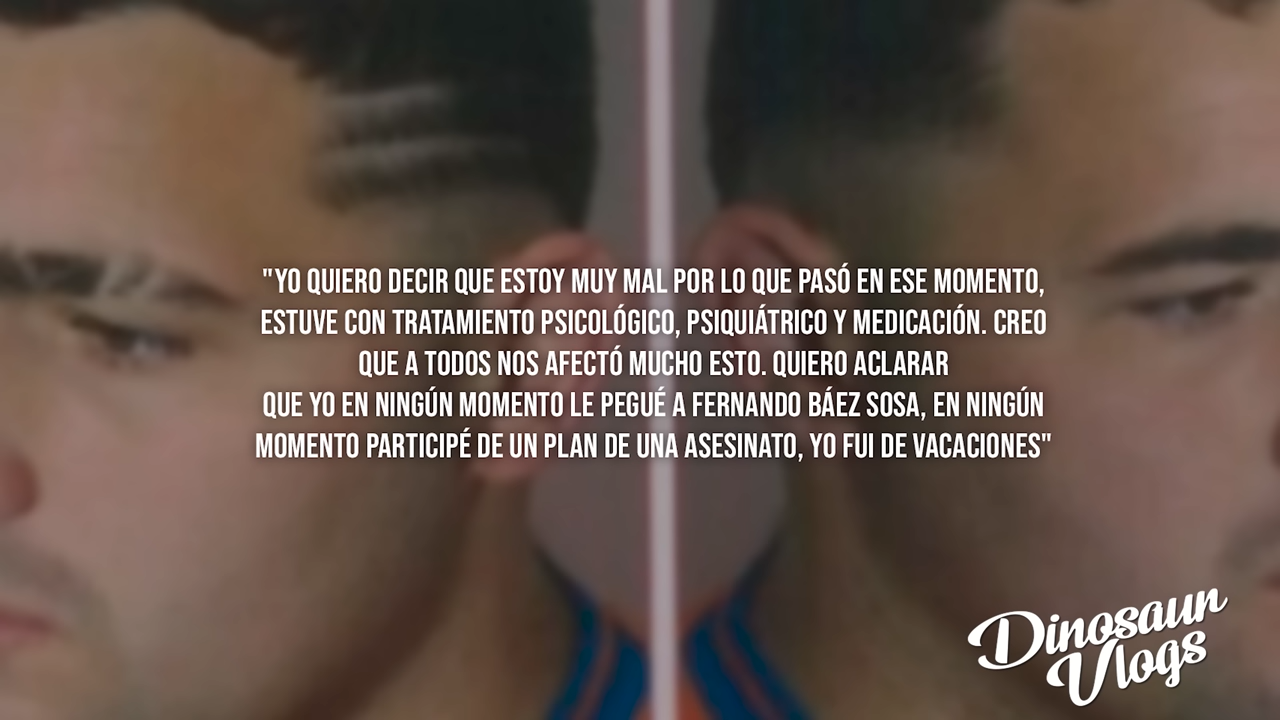 "YO QUIERO DECIR QUE ESTOY MUY MAL POR LO QUE PASÓ EN ESE MOMENTO,
ESTUVE CON TRATAMIENTO PSICOLÓGICO, PSIQUIÁTRICO Y MEDICACIÓN. CREO
QUE A TODOS NOS AFECTÓ MUCHO ESTO. QUIERO ACLARAR
QUE YO EN NINGÚN MOMENTO LE PEGUÉ A FERNANDO BÁEZ SOSA, EN NINGÚN
MOMENTO PARTICIPÉ DE UN PLAN DE UNA ASESINATO, YO FUI DE VACACIONES"
Dinosaun
Vlogs